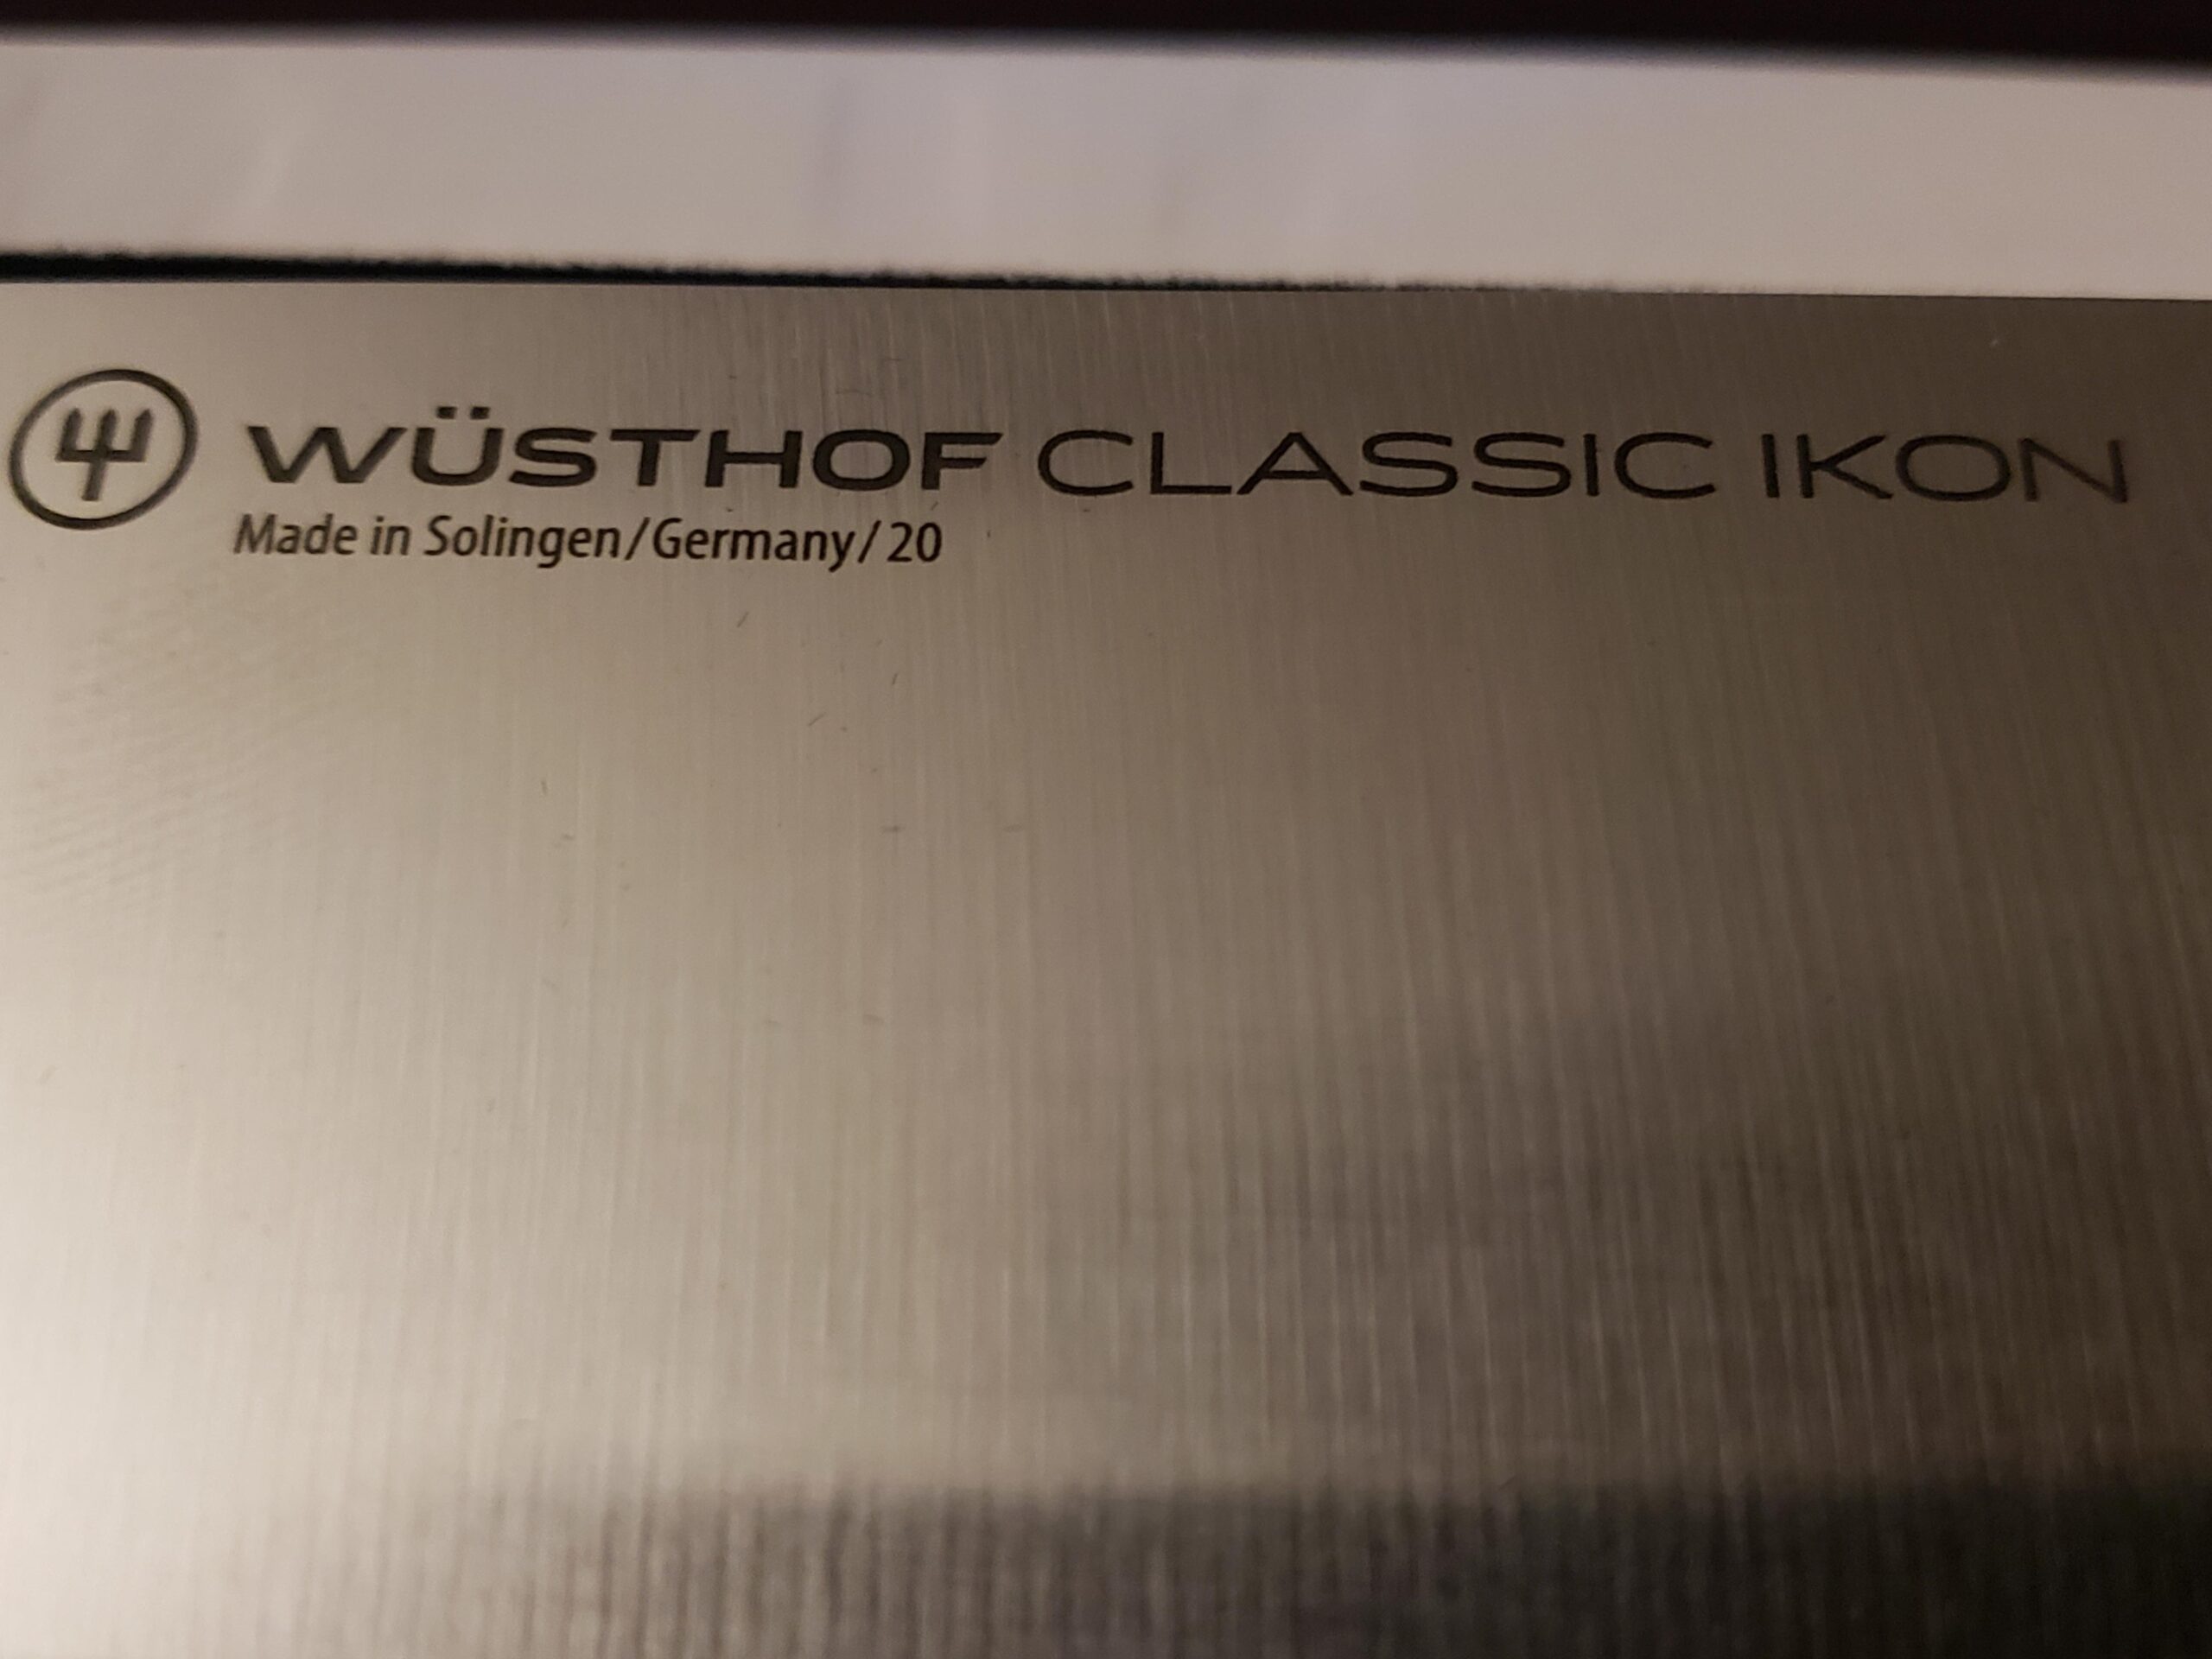 WÜSTHOF CLASSIC IKON
Made in Solingen/Germany/20